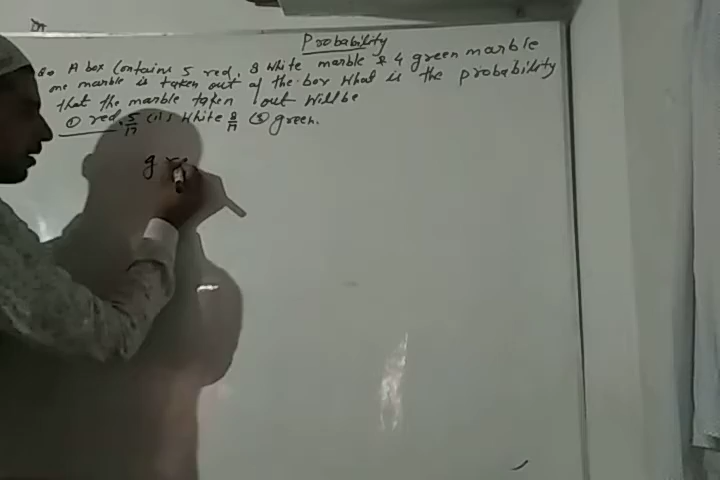 Probability
A box Contains 5 red, 8 White marble & 4 green marble
one marble is taken out of the box What is the probability
that the marble taken out Will be
① red. 5/17 (ii) White 8/17 ③ green.
g